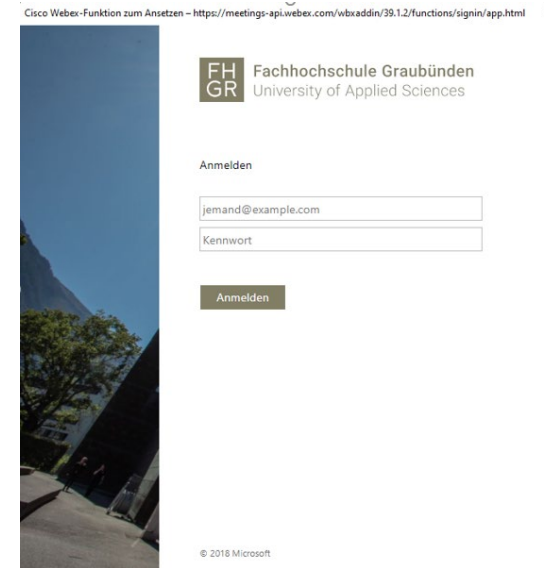 Cisco Webex-Funktion zum Ansetzen – https://meetings-api.webex.com/wbxaddin/39.1.2/functions/signin/app.html
FH
GR
Fachhochschule Graubünden
University of Applied Sciences
Anmelden
jemand@example.com
Kennwort
Anmelden
© 2018 Microsoft